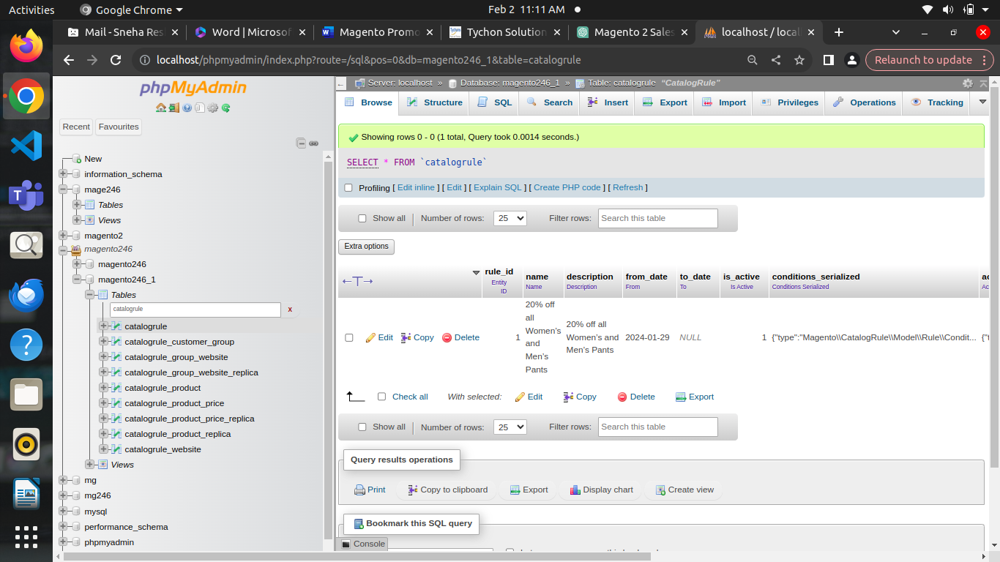 Activities
Google Chrome
Feb 2 11:11 AM
Mail - Sneha Res
Word | Microsof
Magento Promo
Tychon Solution
Magento 2 Sales
localhost / local
localhost/phpmyadmin/index.php?route=/sql&pos=0&db=magento246_1&table=catalogrule
Relaunch to update
phpMyAdmin
Recent
Favourites
New
information_schema
mage246
Tables
Views
magento2
magento246
magento246
magento246_1
Tables
catalogrule
x
catalogrule
catalogrule_customer_group
catalogrule_group_website
catalogrule_group_website_replica
catalogrule_product
catalogrule_product_price
catalogrule_product_price_replica
catalogrule_product_replica
catalogrule_website
Views
mg
mg246
mysql
performance_schema
phpmyadmin
Server: localhost » Database: magento246_1 » Table: catalogrule "CatalogRule"
Browse Structure SQL Search Insert Export Import Privileges Operations Tracking
Showing rows 0 - 0 (1 total, Query took 0.0014 seconds.)
SELECT * FROM `catalogrule`
Profiling [ Edit inline ] [ Edit ] [ Explain SQL ] [ Create PHP code ] [ Refresh ]
Show all Number of rows: 25 Filter rows: Search this table
Extra options
←T→ rule_id name description from_date to_date is_active conditions_serialized
Entity ID Name Description From To Is Active Conditions Serialized
Edit Copy Delete 1 20% off all Women's and Men's Pants 20% off all Women's and Men's Pants 2024-01-29 NULL 1 {"type":"Magento\\CatalogRule\\Model\\Rule\\Condit...
Check all With selected: Edit Copy Delete Export
Show all Number of rows: 25 Filter rows: Search this table
Query results operations
Print Copy to clipboard Export Display chart Create view
Bookmark this SQL query
Console